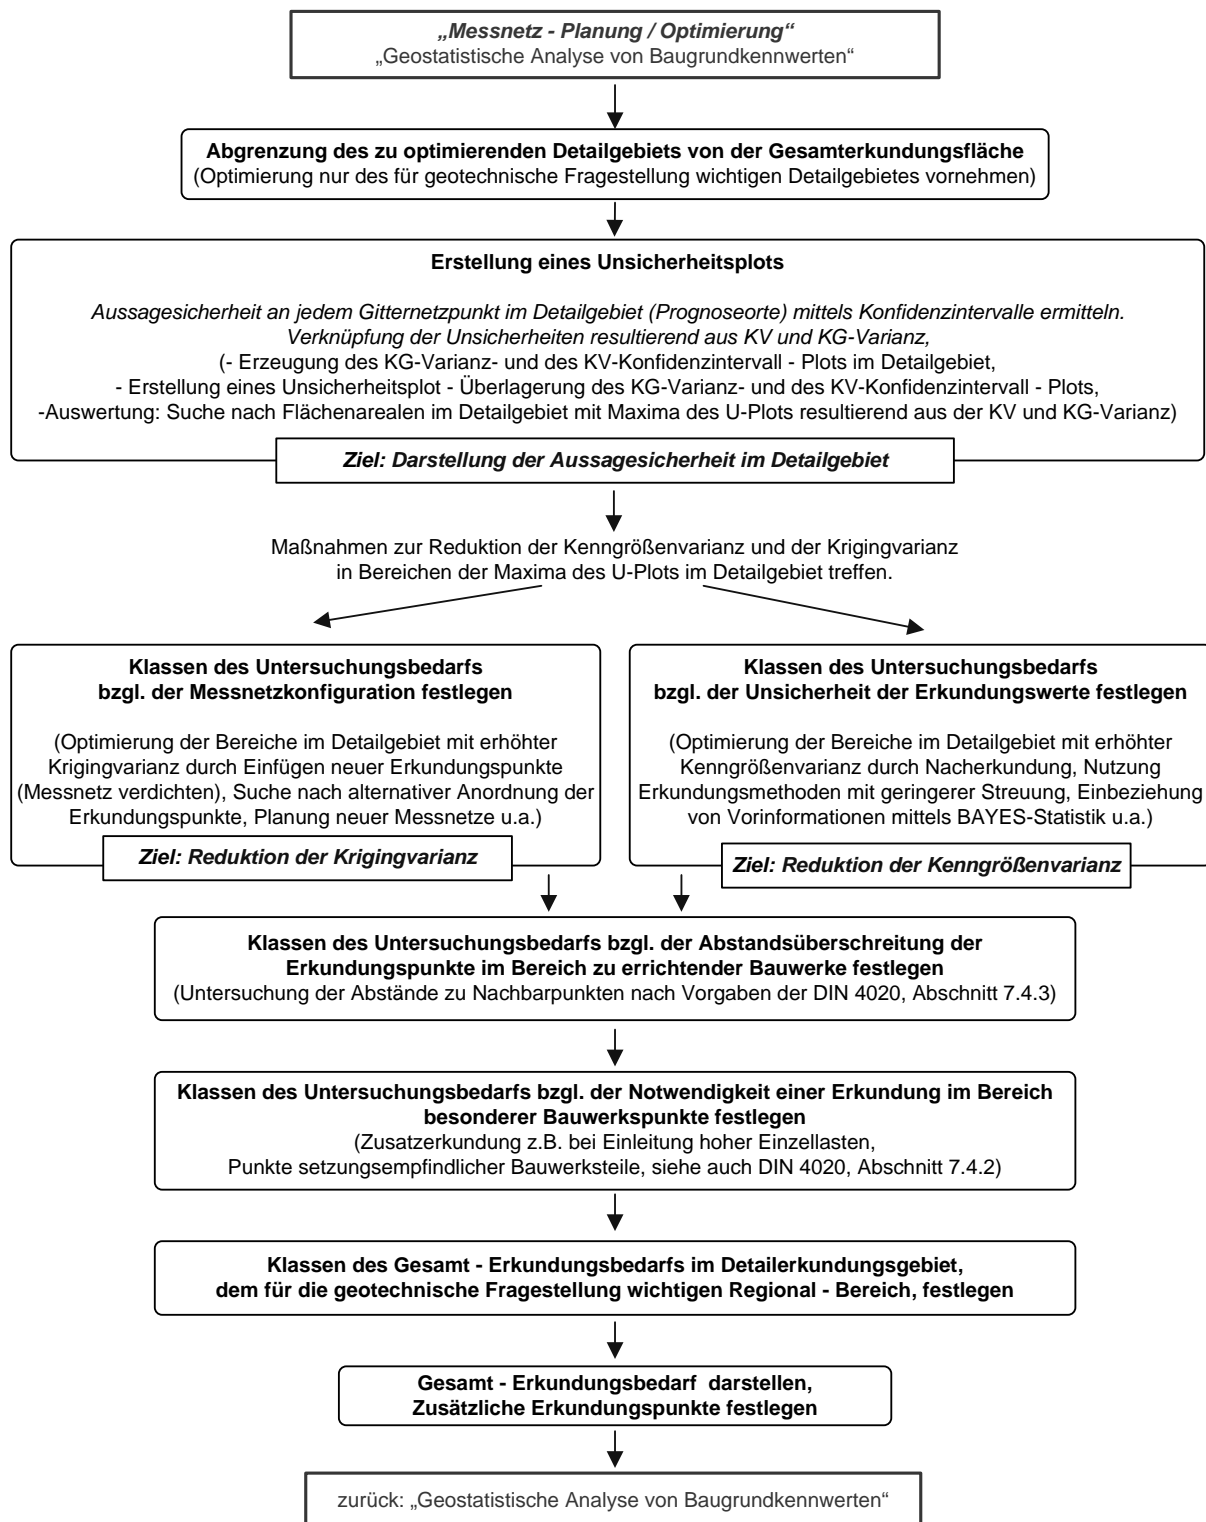 „Messnetz - Planung / Optimierung“
„Geostatistische Analyse von Baugrundkennwerten“
Abgrenzung des zu optimierenden Detailgebiets von der Gesamterkundungsfläche
(Optimierung nur des für geotechnische Fragestellung wichtigen Detailgebietes vornehmen)
Erstellung eines Unsicherheitsplots
Aussagesicherheit an jedem Gitternetzpunkt im Detailgebiet (Prognoseorte) mittels Konfidenzintervalle ermitteln.
Verknüpfung der Unsicherheiten resultierend aus KV und KG-Varianz,
(- Erzeugung des KG-Varianz- und des KV-Konfidenzintervall - Plots im Detailgebiet,
- Erstellung eines Unsicherheitsplot - Überlagerung des KG-Varianz- und des KV-Konfidenzintervall - Plots,
-Auswertung: Suche nach Flächenarealen im Detailgebiet mit Maxima des U-Plots resultierend aus der KV und KG-Varianz)
Ziel: Darstellung der Aussagesicherheit im Detailgebiet
Maßnahmen zur Reduktion der Kenngrößenvarianz und der Krigingvarianz
in Bereichen der Maxima des U-Plots im Detailgebiet treffen.
Klassen des Untersuchungsbedarfs
bzgl. der Messnetzkonfiguration festlegen
(Optimierung der Bereiche im Detailgebiet mit erhöhter
Krigingvarianz durch Einfügen neuer Erkundungspunkte
(Messnetz verdichten), Suche nach alternativer Anordnung der
Erkundungspunkte, Planung neuer Messnetze u.a.)
Ziel: Reduktion der Krigingvarianz
Klassen des Untersuchungsbedarfs
bzgl. der Unsicherheit der Erkundungswerte festlegen
(Optimierung der Bereiche im Detailgebiet mit erhöhter
Kenngrößenvarianz durch Nacherkundung, Nutzung
Erkundungsmethoden mit geringerer Streuung, Einbeziehung
von Vorinformationen mittels BAYES-Statistik u.a.)
Ziel: Reduktion der Kenngrößenvarianz
Klassen des Untersuchungsbedarfs bzgl. der Abstandsüberschreitung der
Erkundungspunkte im Bereich zu errichtender Bauwerke festlegen
(Untersuchung der Abstände zu Nachbarpunkten nach Vorgaben der DIN 4020, Abschnitt 7.4.3)
Klassen des Untersuchungsbedarfs bzgl. der Notwendigkeit einer Erkundung im Bereich
besonderer Bauwerkspunkte festlegen
(Zusatzerkundung z.B. bei Einleitung hoher Einzellasten,
Punkte setzungsempfindlicher Bauwerksteile, siehe auch DIN 4020, Abschnitt 7.4.2)
Klassen des Gesamt - Erkundungsbedarfs im Detailerkundungsgebiet,
dem für die geotechnische Fragestellung wichtigen Regional - Bereich, festlegen
Gesamt - Erkundungsbedarf darstellen,
Zusätzliche Erkundungspunkte festlegen
zurück: „Geostatistische Analyse von Baugrundkennwerten“